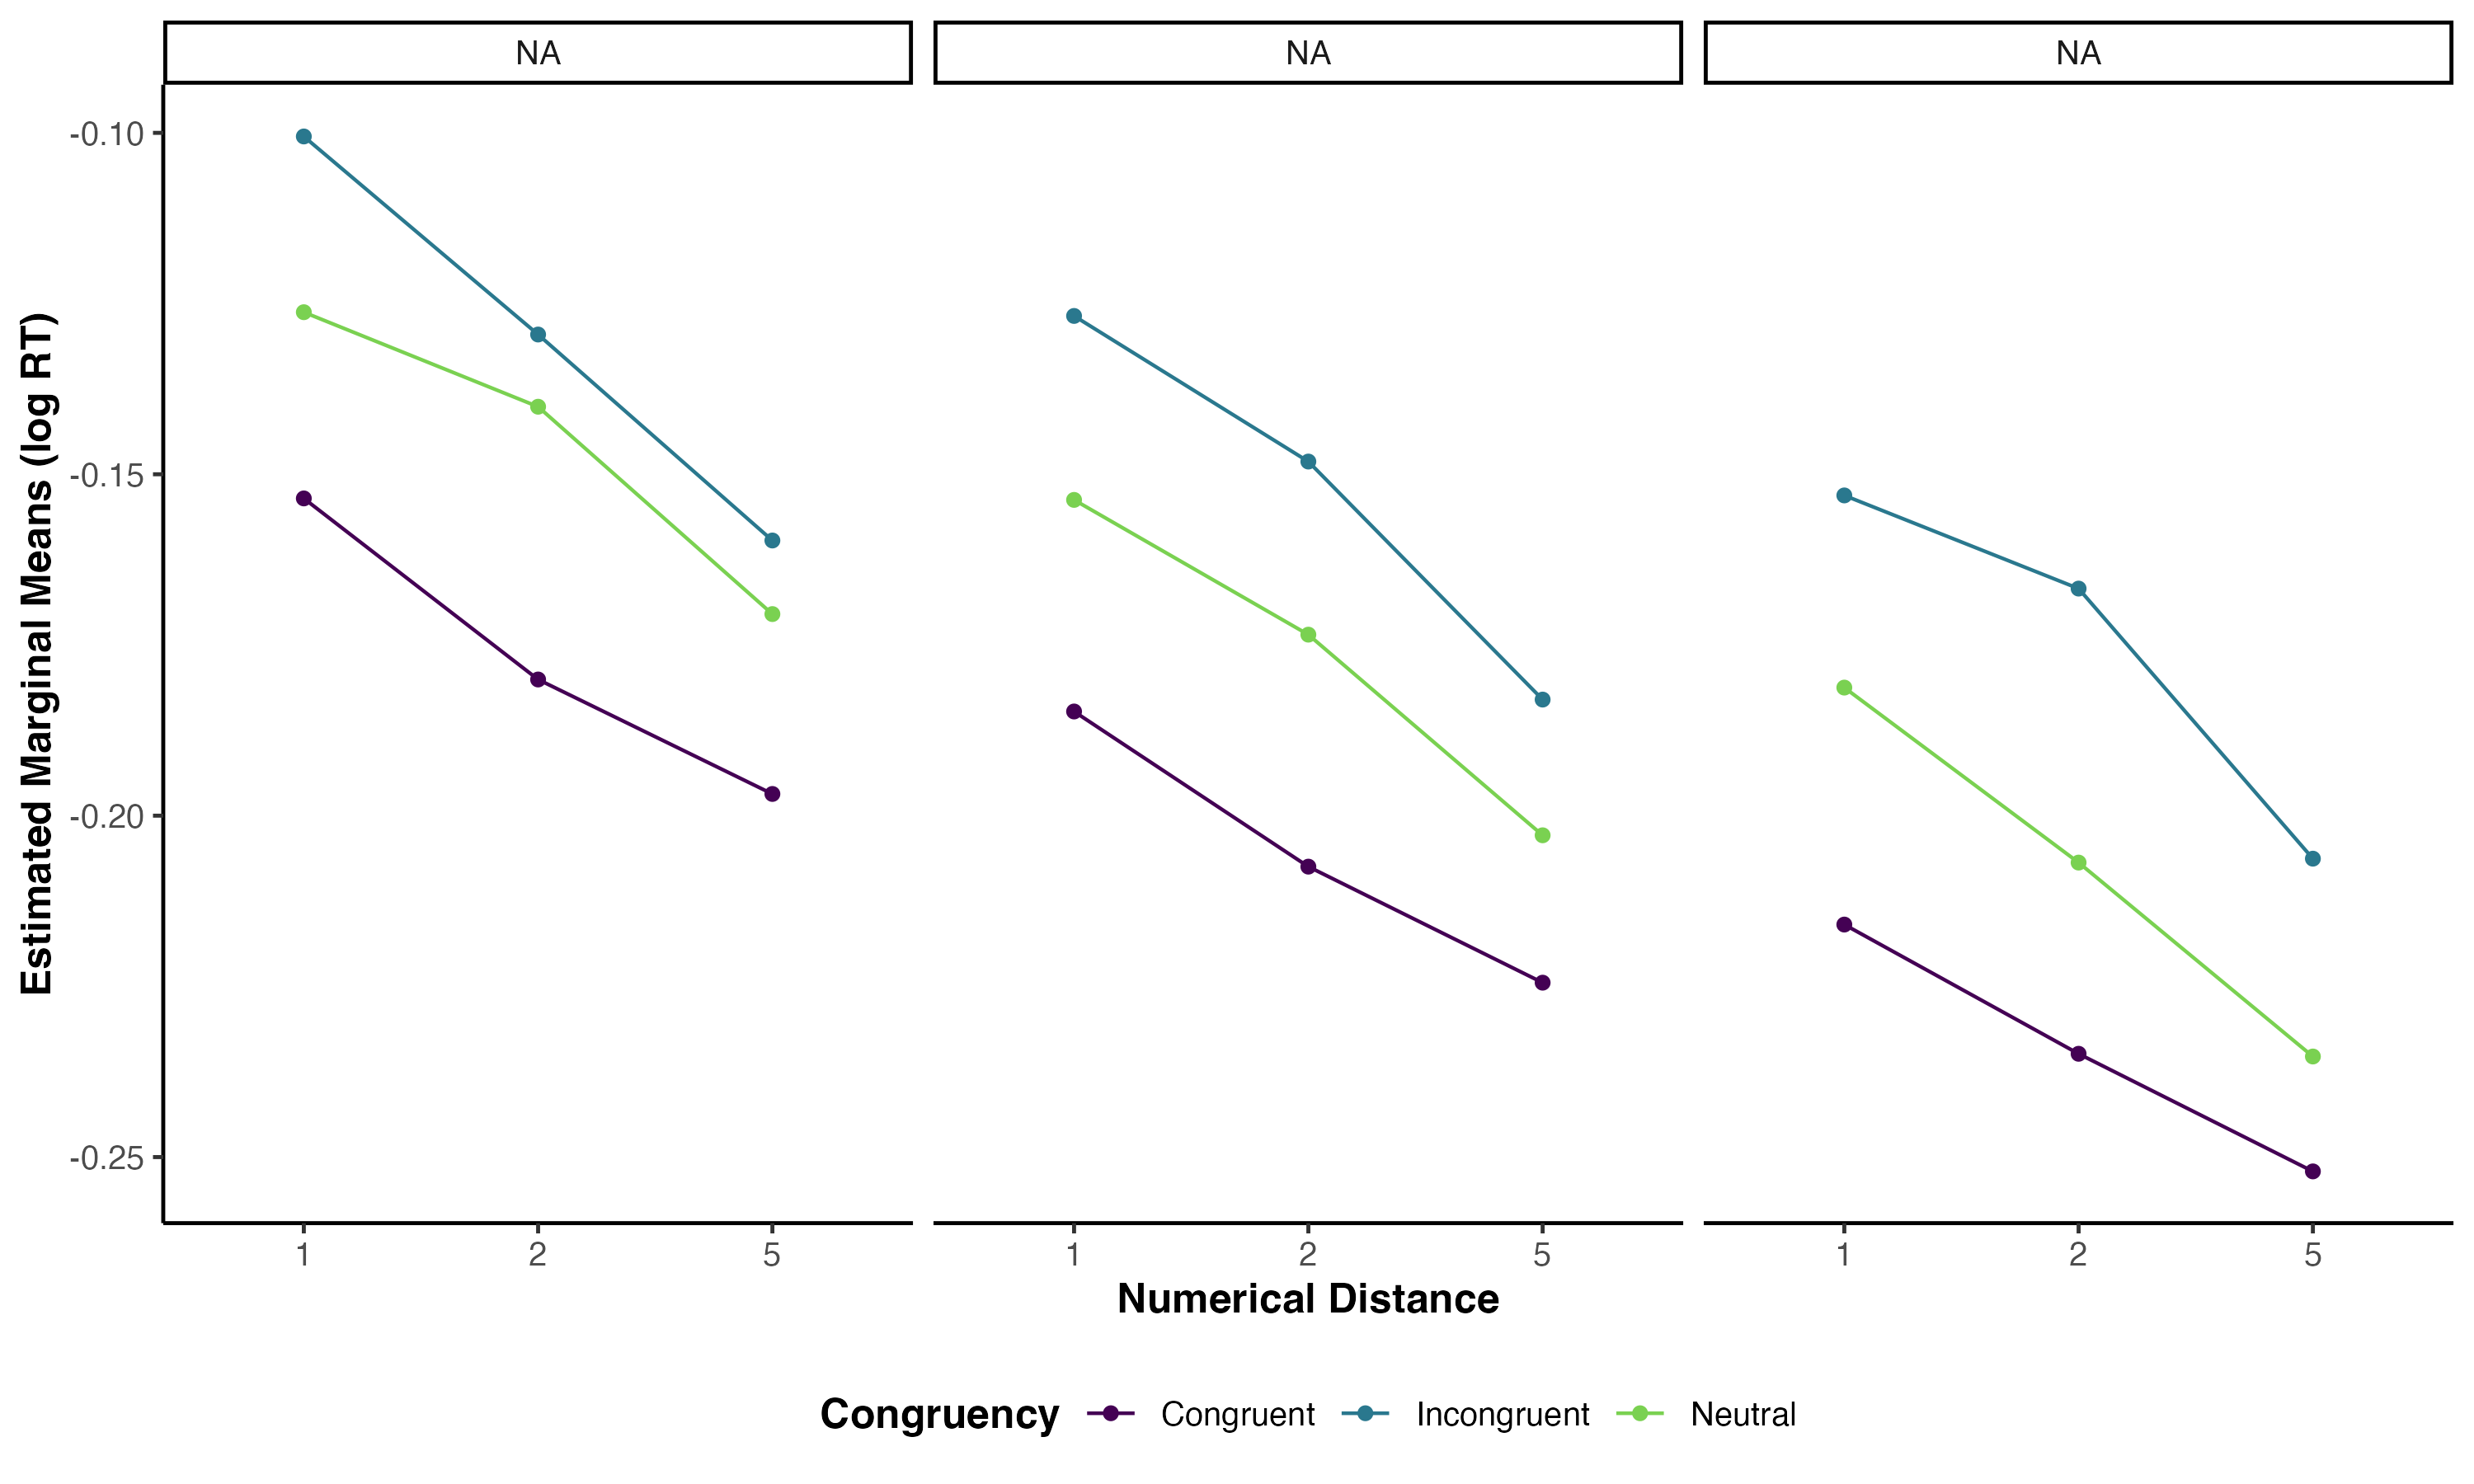 NA NA NA
-0.10
-0.15
-0.20
-0.25
Estimated Marginal Means (log RT)
1 2 5 1 2 5 1 2 5
Numerical Distance
Congruency Congruent Incongruent Neutral